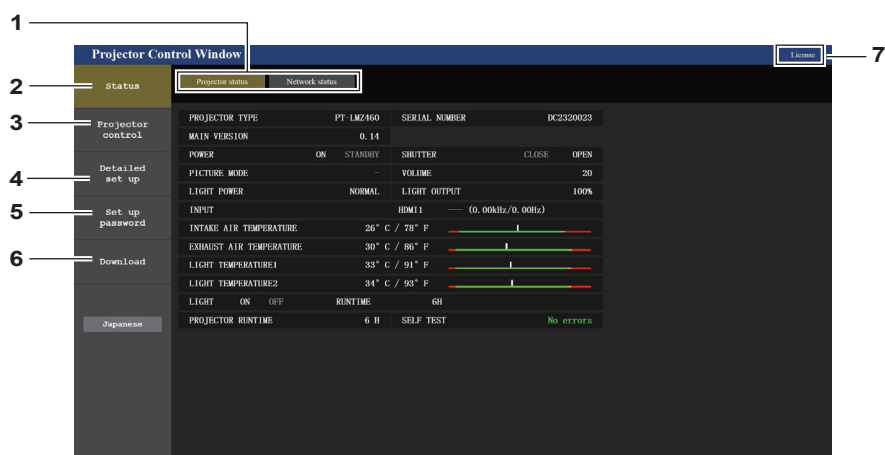 1
Projector Control Window
License
7
2
Status
Projector status Network status
3
Projector
control
4
Detailed
set up
5
Set up
password
6
Download
Japanese
PROJECTOR TYPE PT-LMZ460 SERIAL NUMBER DC2320023
MAIN VERSION 0.14
POWER ON STANDBY SHUTTER CLOSE OPEN
PICTURE MODE - VOLUME 20
LIGHT POWER NORMAL LIGHT OUTPUT 100%
INPUT HDMI1 --- (0.00kHz/0.00Hz)
INTAKE AIR TEMPERATURE 26° C / 78° F
EXHAUST AIR TEMPERATURE 30° C / 86° F
LIGHT TEMPERATURE1 33° C / 91° F
LIGHT TEMPERATURE2 34° C / 93° F
LIGHT ON OFF RUNTIME 6H
PROJECTOR RUNTIME 6 H SELF TEST No errors